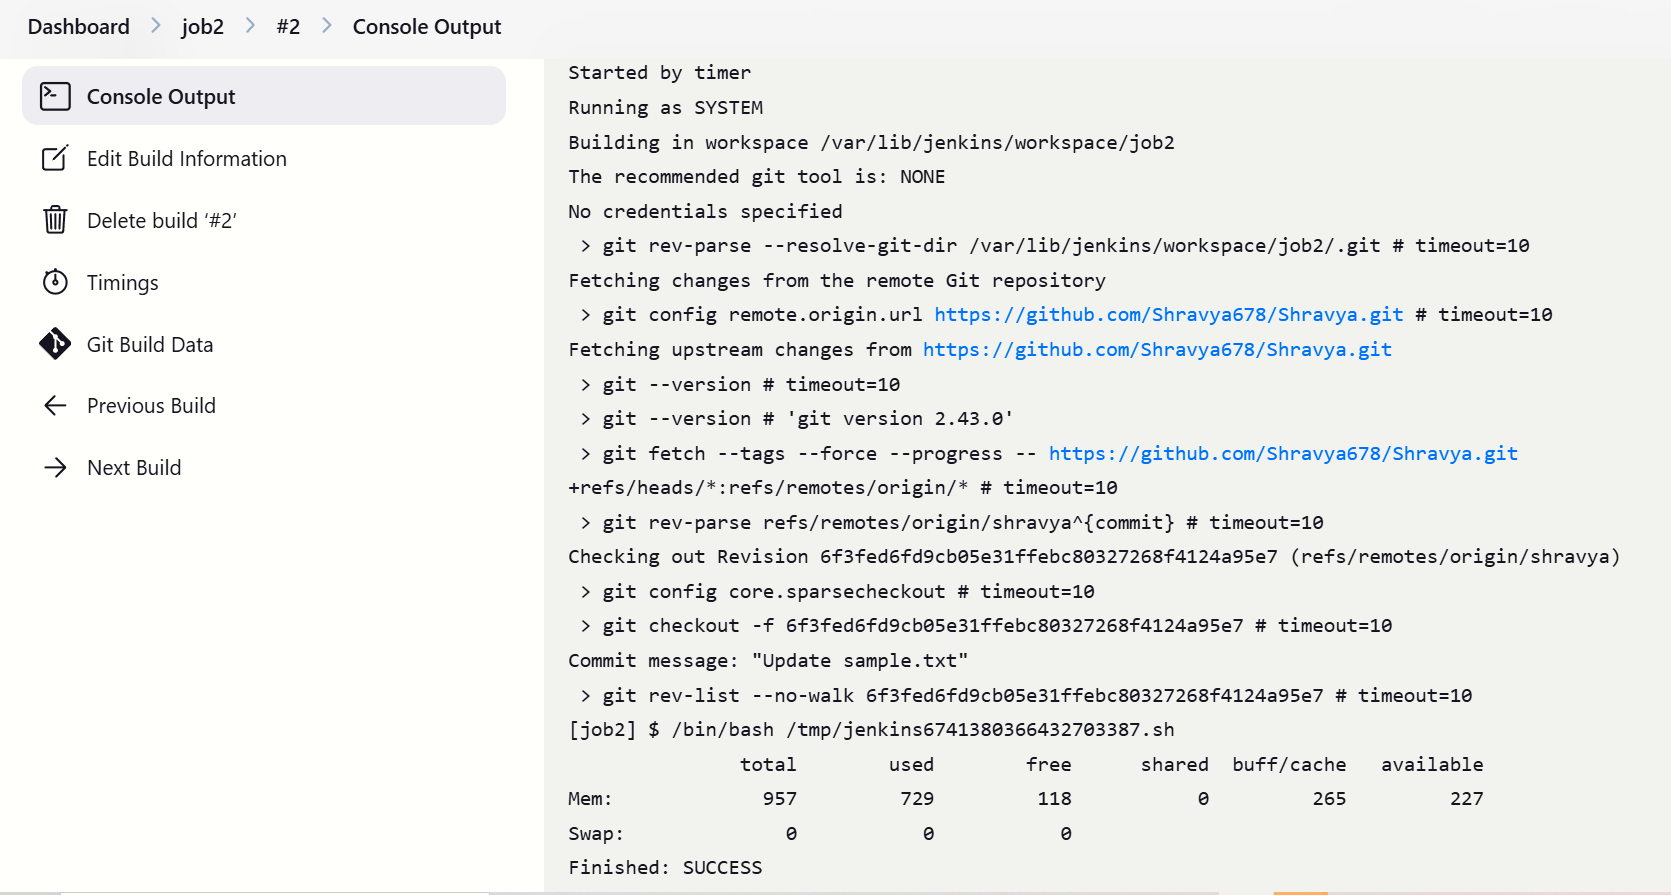 Dashboard > job2 > #2 > Console Output
Console Output
Edit Build Information
Delete build ‘#2’
Timings
Git Build Data
Previous Build
Next Build
Started by timer
Running as SYSTEM
Building in workspace /var/lib/jenkins/workspace/job2
The recommended git tool is: NONE
No credentials specified
 > git rev-parse --resolve-git-dir /var/lib/jenkins/workspace/job2/.git # timeout=10
Fetching changes from the remote Git repository
 > git config remote.origin.url https://github.com/Shravya678/Shravya.git # timeout=10
Fetching upstream changes from https://github.com/Shravya678/Shravya.git
 > git --version # timeout=10
 > git --version # 'git version 2.43.0'
 > git fetch --tags --force --progress -- https://github.com/Shravya678/Shravya.git
+refs/heads/*:refs/remotes/origin/* # timeout=10
 > git rev-parse refs/remotes/origin/shravya^{commit} # timeout=10
Checking out Revision 6f3fed6fd9cb05e31ffebc80327268f4124a95e7 (refs/remotes/origin/shravya)
 > git config core.sparsecheckout # timeout=10
 > git checkout -f 6f3fed6fd9cb05e31ffebc80327268f4124a95e7 # timeout=10
Commit message: "Update sample.txt"
 > git rev-list --no-walk 6f3fed6fd9cb05e31ffebc80327268f4124a95e7 # timeout=10
[job2] $ /bin/bash /tmp/jenkins6741380366432703387.sh
               total        used        free      shared  buff/cache   available
Mem:             957         729         118           0         265         227
Swap:              0           0           0
Finished: SUCCESS